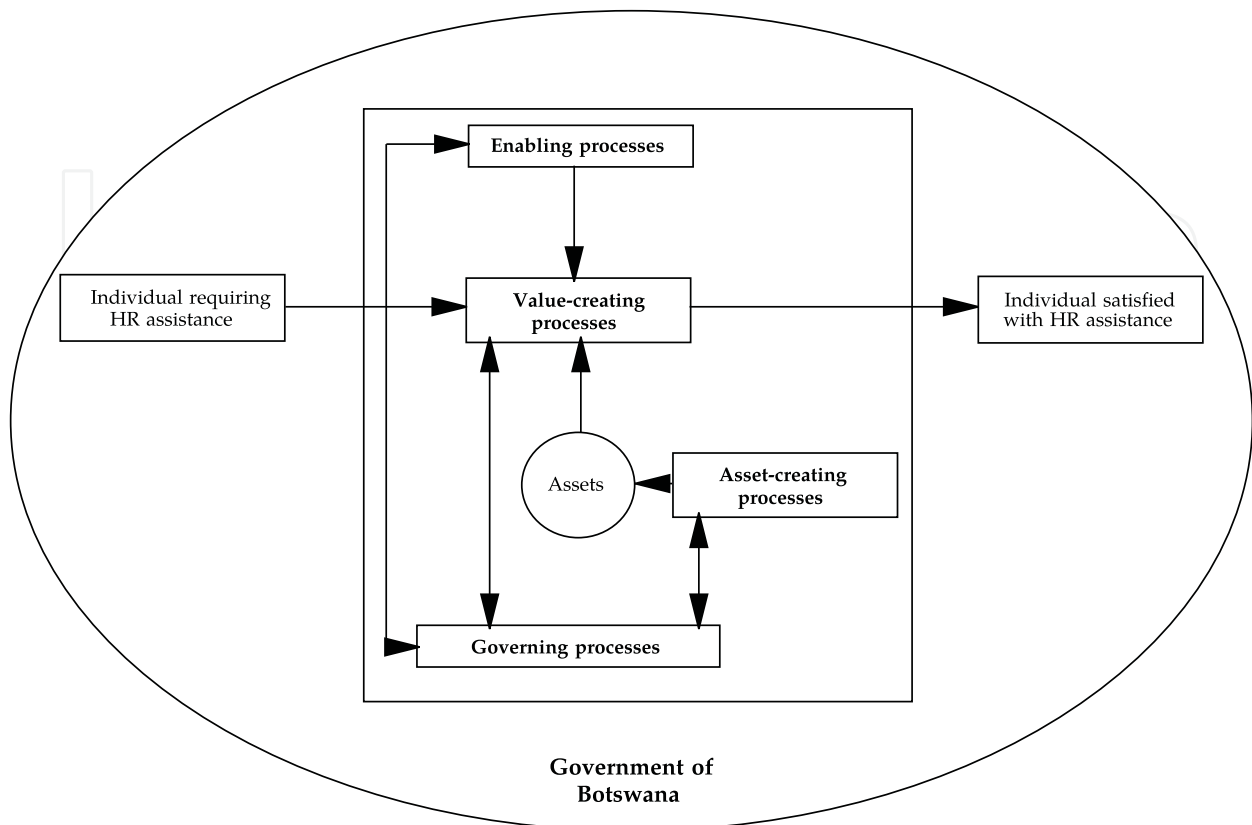 Enabling processes
Individual requiring
HR assistance
Value-creating
processes
Individual satisfied
with HR assistance
Assets
Asset-creating
processes
Governing processes
Government of
Botswana